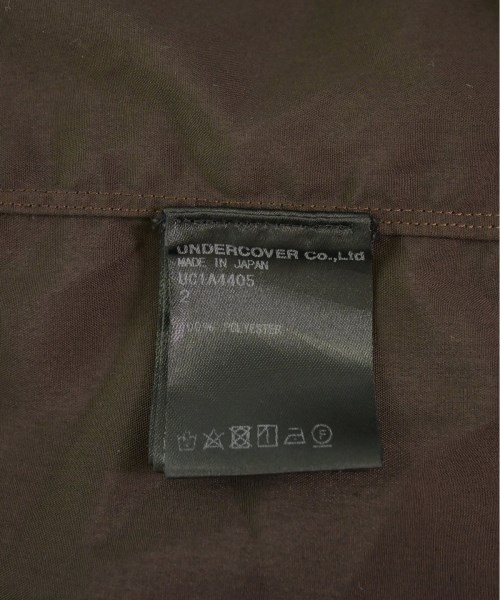 UNDERCOVER Co.,Ltd
MADE IN JAPAN
UC1A4405
2
100% POLYESTER